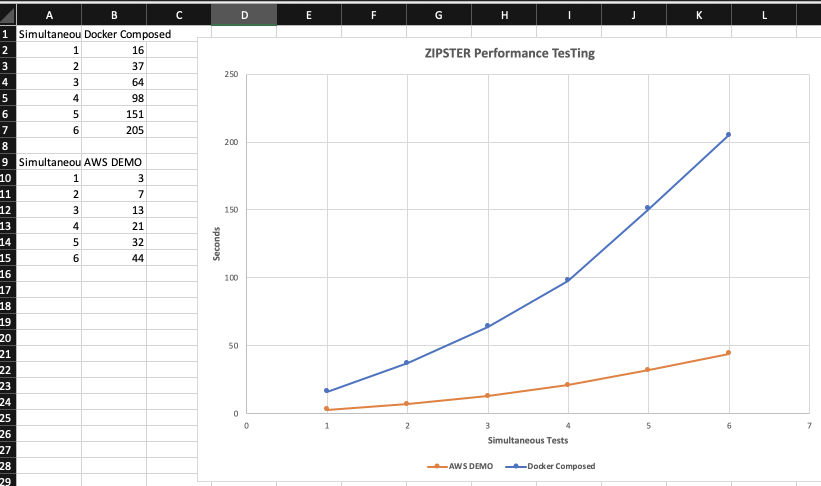 A B C D E F G H I J K L
1 Simultaneou Docker Composed
2 1 16
3 2 37
4 3 64
5 4 98
6 5 151
7 6 205
8
9 Simultaneou AWS DEMO
10 1 3
11 2 7
12 3 13
13 4 21
14 5 32
15 6 44
16
17
18
19
20
21
22
23
24
25
26
27
28
29
ZIPSTER Performance TesTing
250
200
150
100
50
0
Seconds
0 1 2 3 4 5 6 7
Simultaneous Tests
AWS DEMO Docker Composed